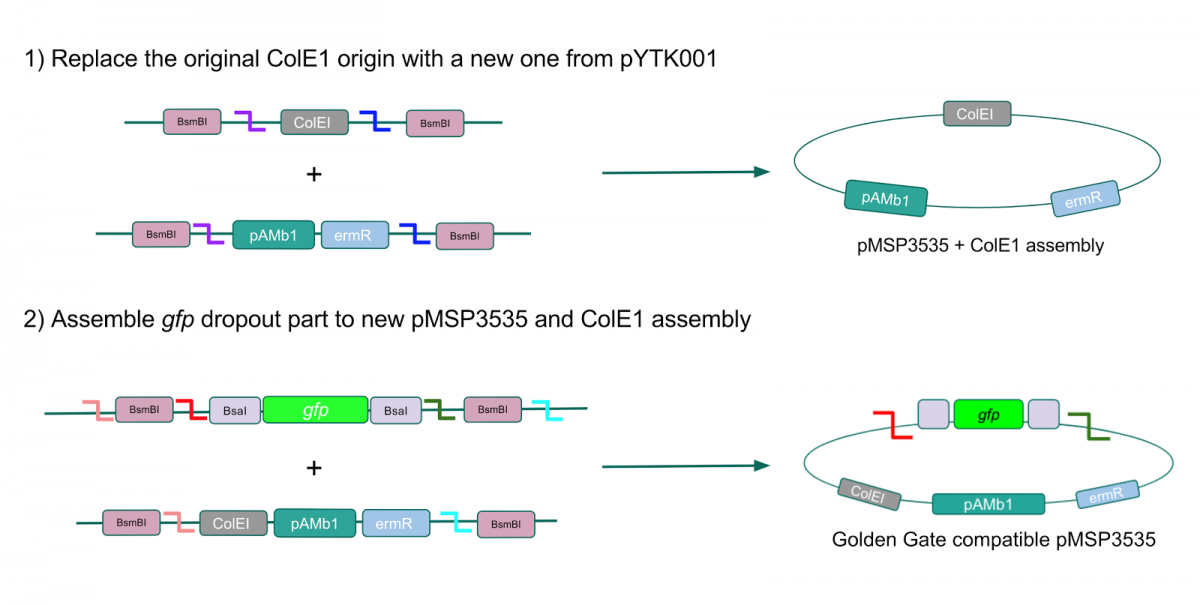 1) Replace the original ColE1 origin with a new one from pYTK001
BsmBI ColEI BsmBI
ColEI
+
pAMb1 ermR
BsmBI pAMb1 ermR BsmBI
pMSP3535 + ColE1 assembly
2) Assemble gfp dropout part to new pMSP3535 and ColE1 assembly
BsmBI BsaI gfp BsaI BsmBI
gfp
+
ColEI pAMb1 ermR
BsmBI ColEI pAMb1 ermR BsmBI
Golden Gate compatible pMSP3535